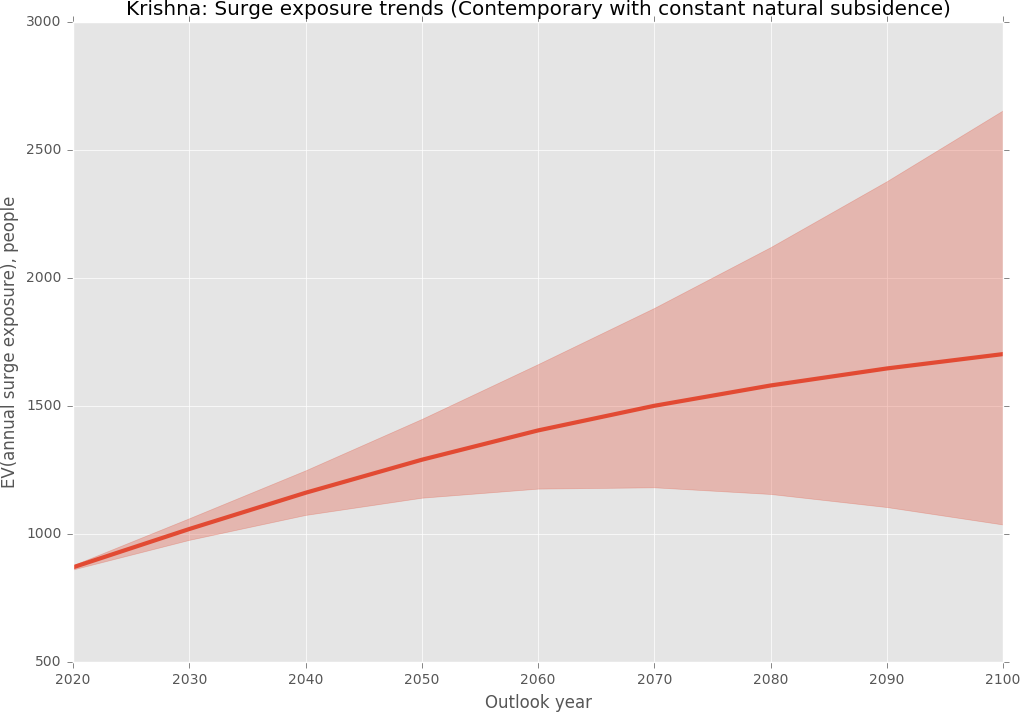 Krishna: Surge exposure trends (Contemporary with constant natural subsidence)
3000
2500
2000
1500
1000
500
EV(annual surge exposure), people
2020 2030 2040 2050 2060 2070 2080 2090 2100
Outlook year